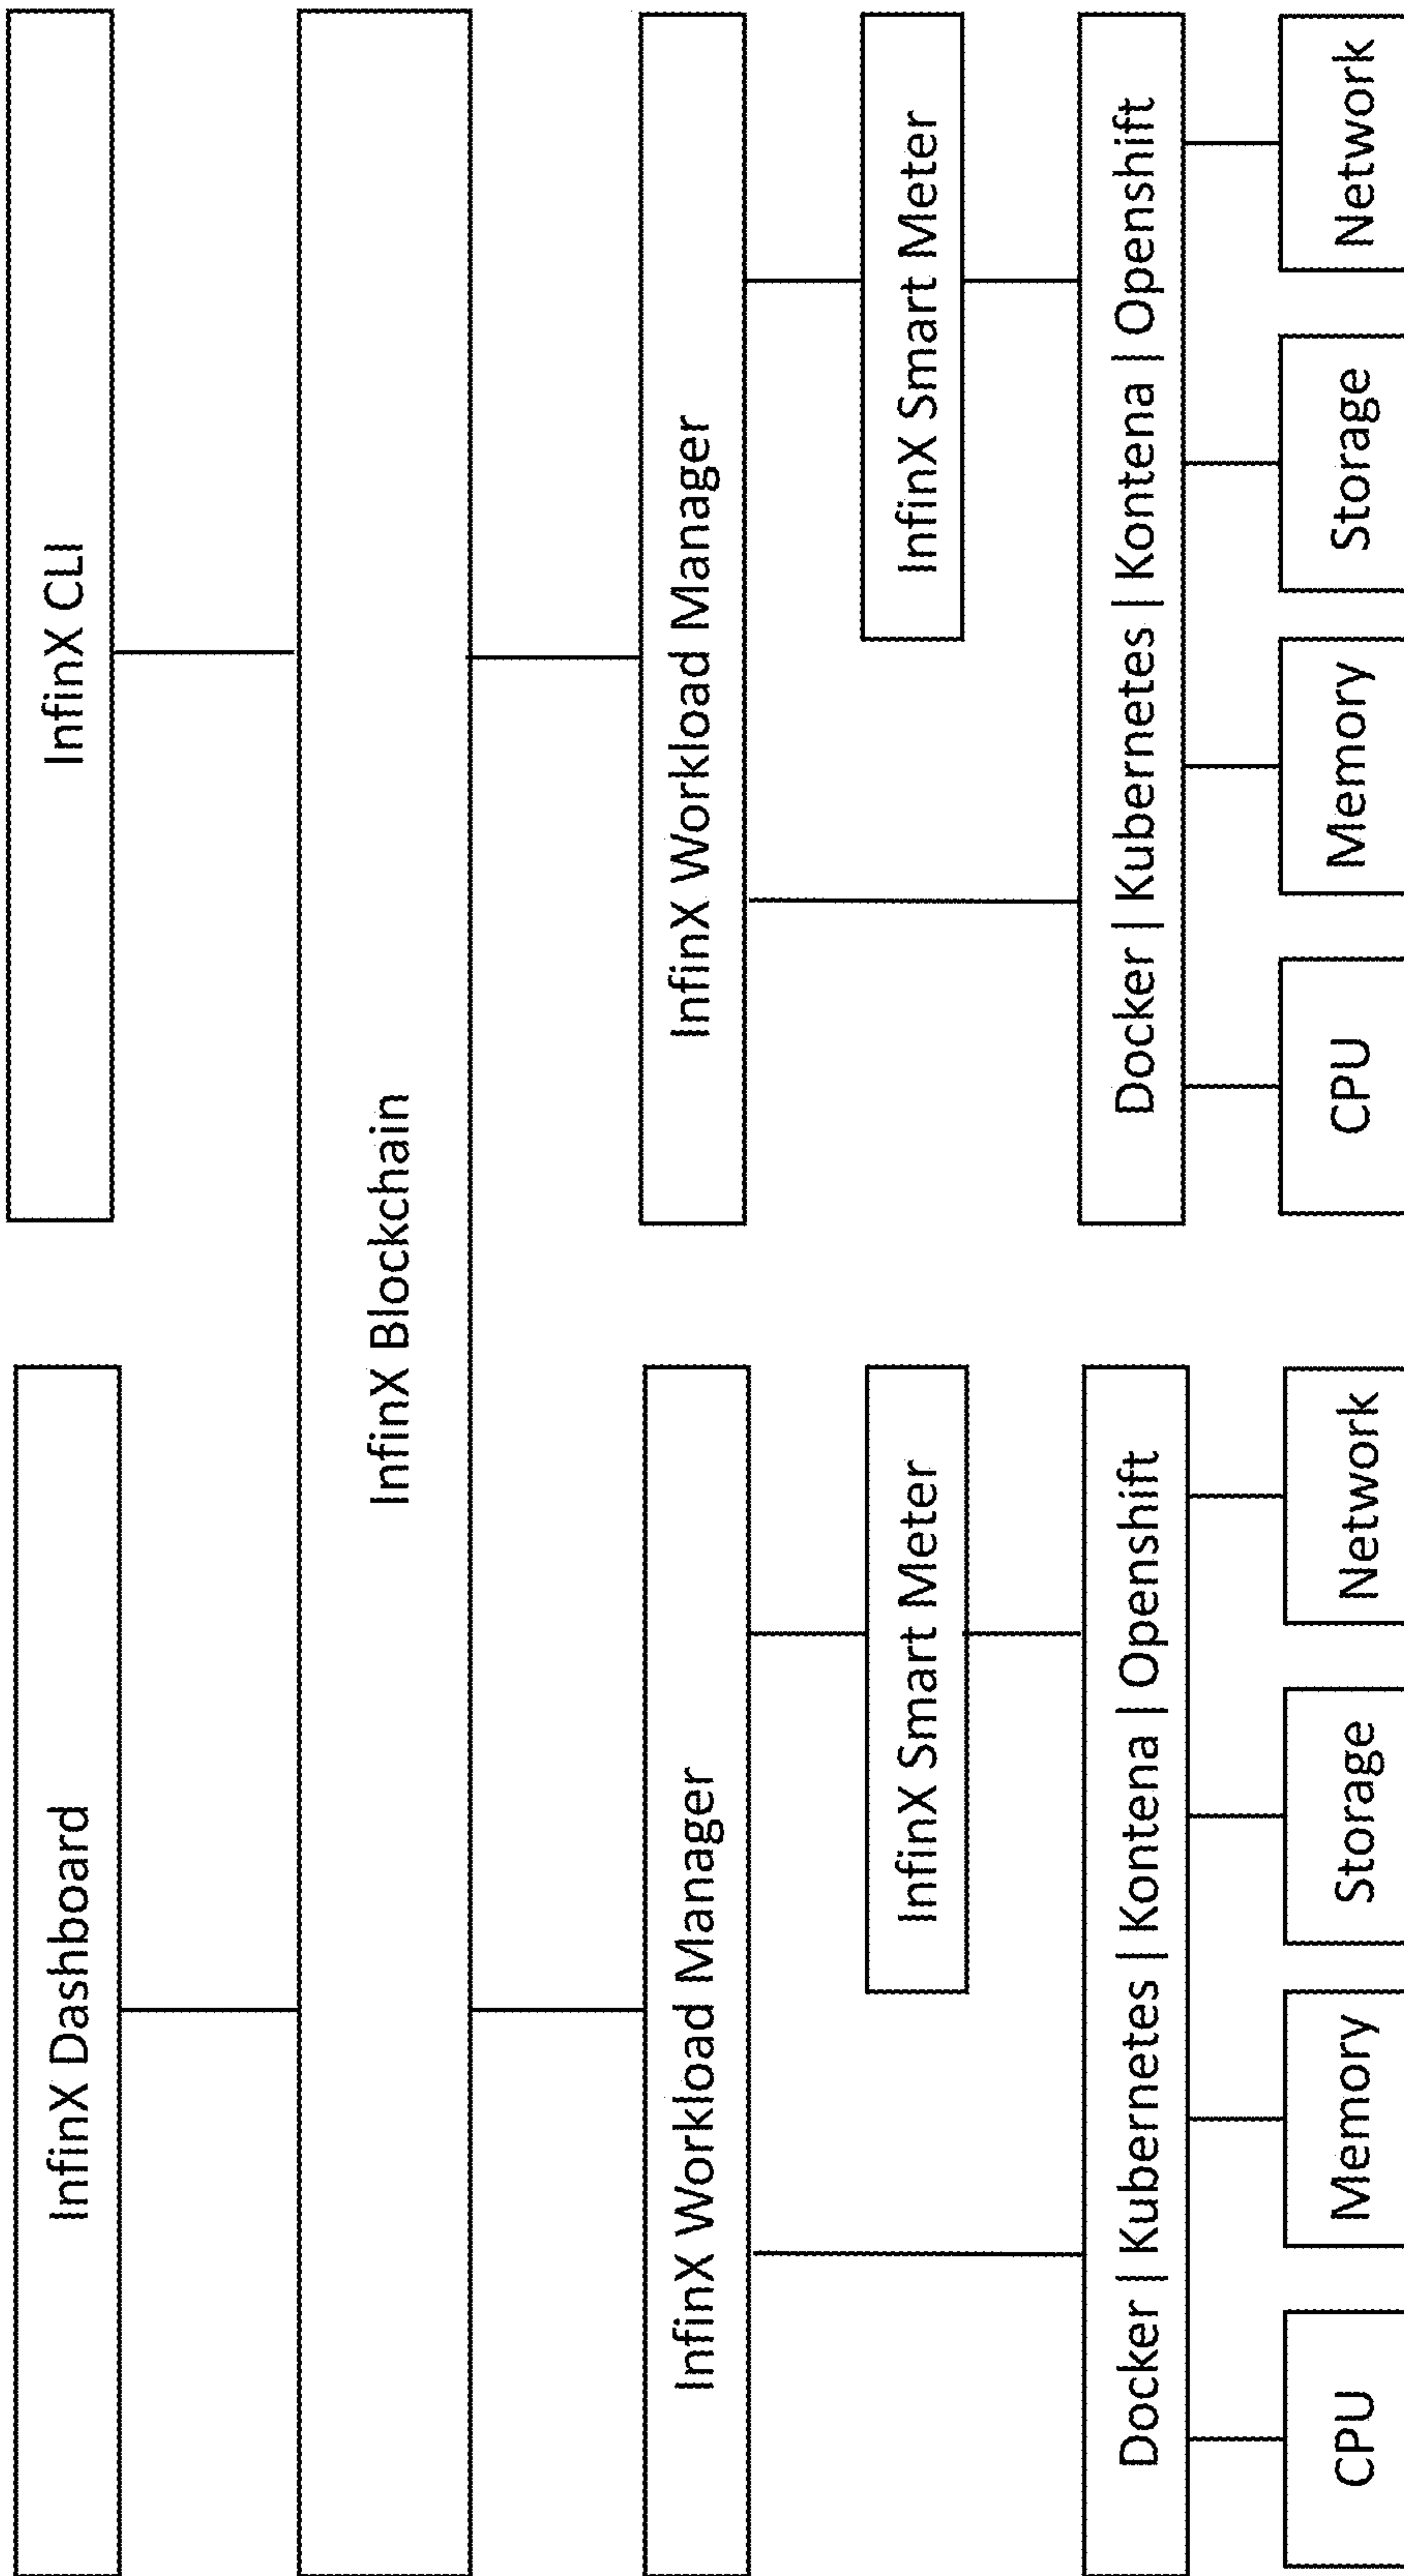 InfinX Dashboard
InfinX CLI
InfinX Blockchain
InfinX Workload Manager
InfinX Workload Manager
InfinX Smart Meter
InfinX Smart Meter
Docker | Kubernetes | Kontena | Openshift
Docker | Kubernetes | Kontena | Openshift
CPU
Memory
Storage
Network
CPU
Memory
Storage
Network